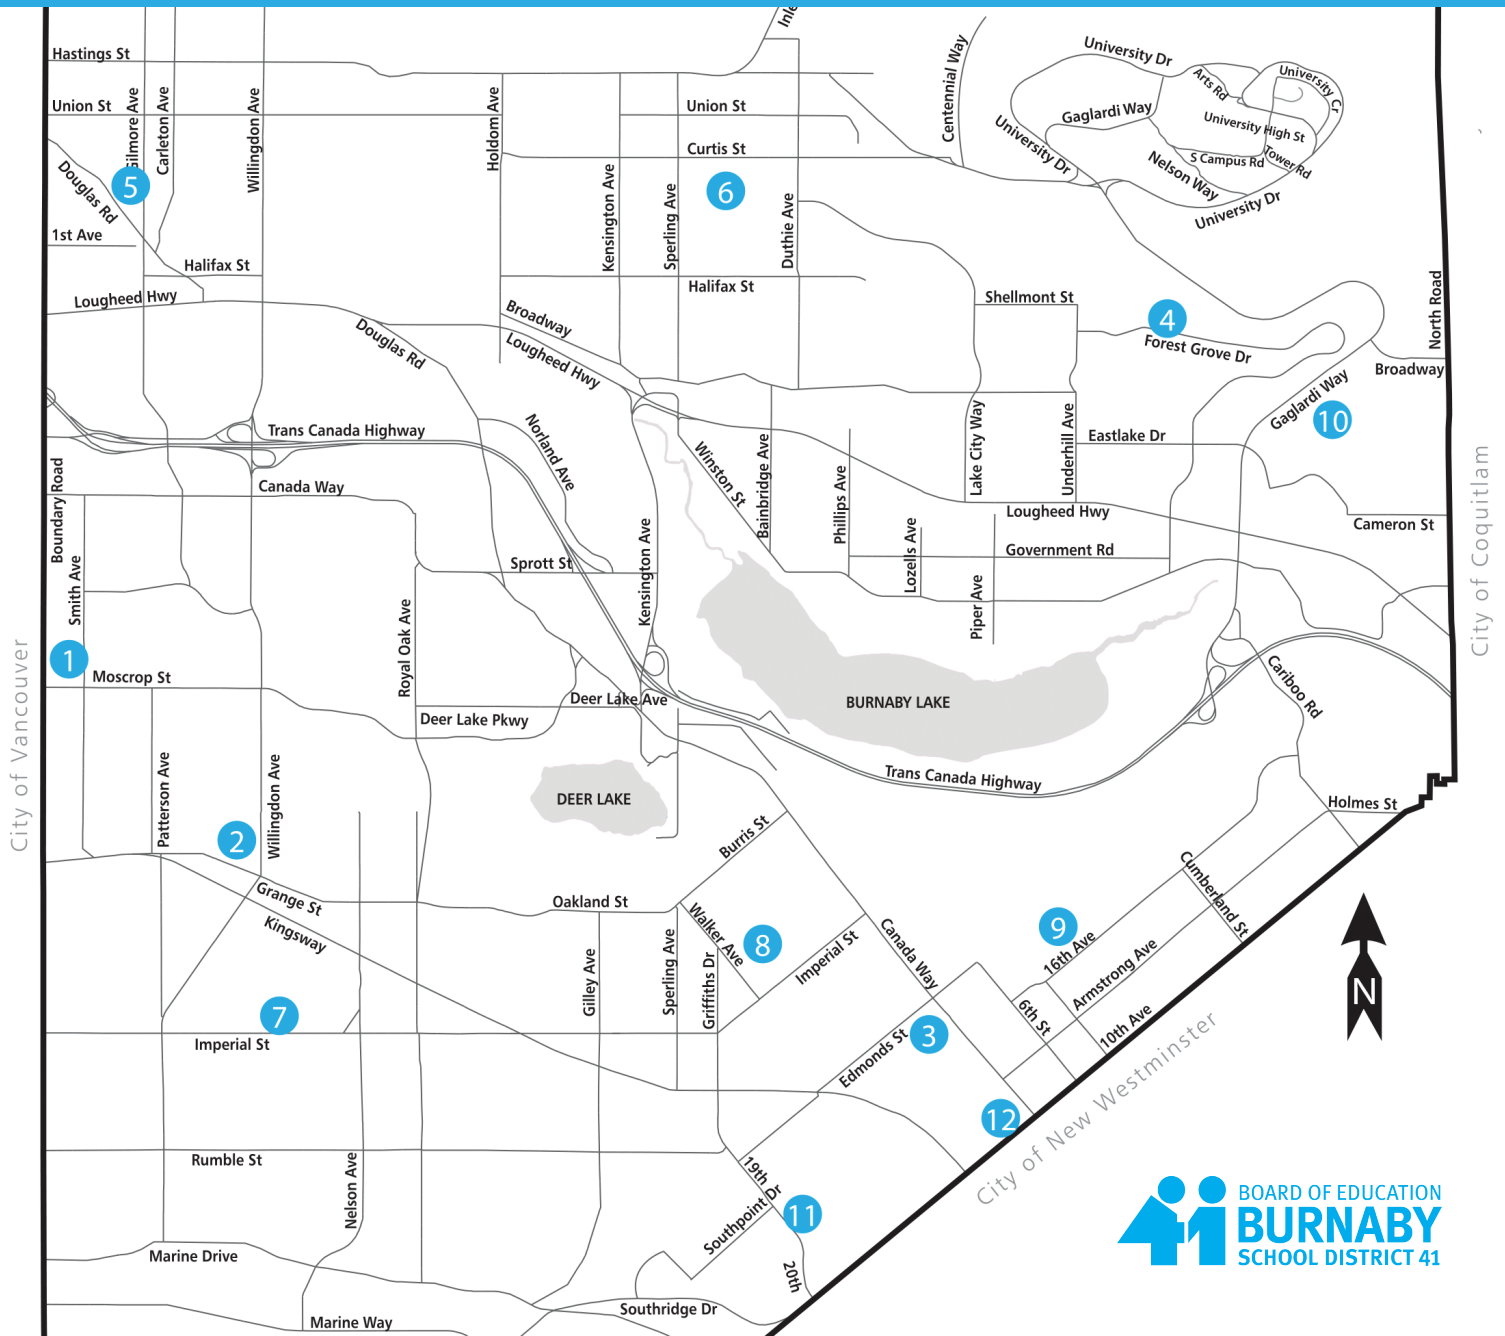 Inle
Hastings St
Centennial Way
University Dr
Arts Rd
University Cr
Union St
Gilmore Ave
Carleton Ave
Willingdon Ave
Holdom Ave
Union St
Gaglardi Way
University High St
University Dr
Curtis St
S Campus Rd
Tower Rd
Nelson Way
University Dr
Douglas Rd
5
6
Kensington Ave
Sperling Ave
Duthie Ave
1st Ave
Halifax St
Halifax St
Lougheed Hwy
Shellmont St
North Road
4
Forest Grove Dr
Broadway
Douglas Rd
Lougheed Hwy
Broadway
Gaglardi Way
10
Trans Canada Highway
Norland Ave
Winston St
Bainbridge Ave
Phillips Ave
Lake City Way
Underhill Ave
Eastlake Dr
Boundary Road
Canada Way
Lougheed Hwy
Cameron St
City of Coquitlam
Smith Ave
Sprott St
Kensington Ave
Lozells Ave
Government Rd
Piper Ave
Royal Oak Ave
1
Moscrop St
City of Vancouver
Deer Lake Ave
Deer Lake Pkwy
BURNABY LAKE
Cariboo Rd
Trans Canada Highway
Patterson Ave
Willingdon Ave
DEER LAKE
Holmes St
2
Burris St
Cumberland St
Grange St
Oakland St
Kingsway
Walker Ave
8
Imperial St
Canada Way
9
16th Ave
Armstrong Ave
Gilley Ave
Sperling Ave
Griffiths Dr
N
7
Imperial St
Edmonds St
3
6th St
10th Ave
12
City of New Westminster
Rumble St
Nelson Ave
19th
Southpoint Dr
11
20th
Marine Drive
Southridge Dr
Marine Way
BOARD OF EDUCATION
BURNABY
SCHOOL DISTRICT 41